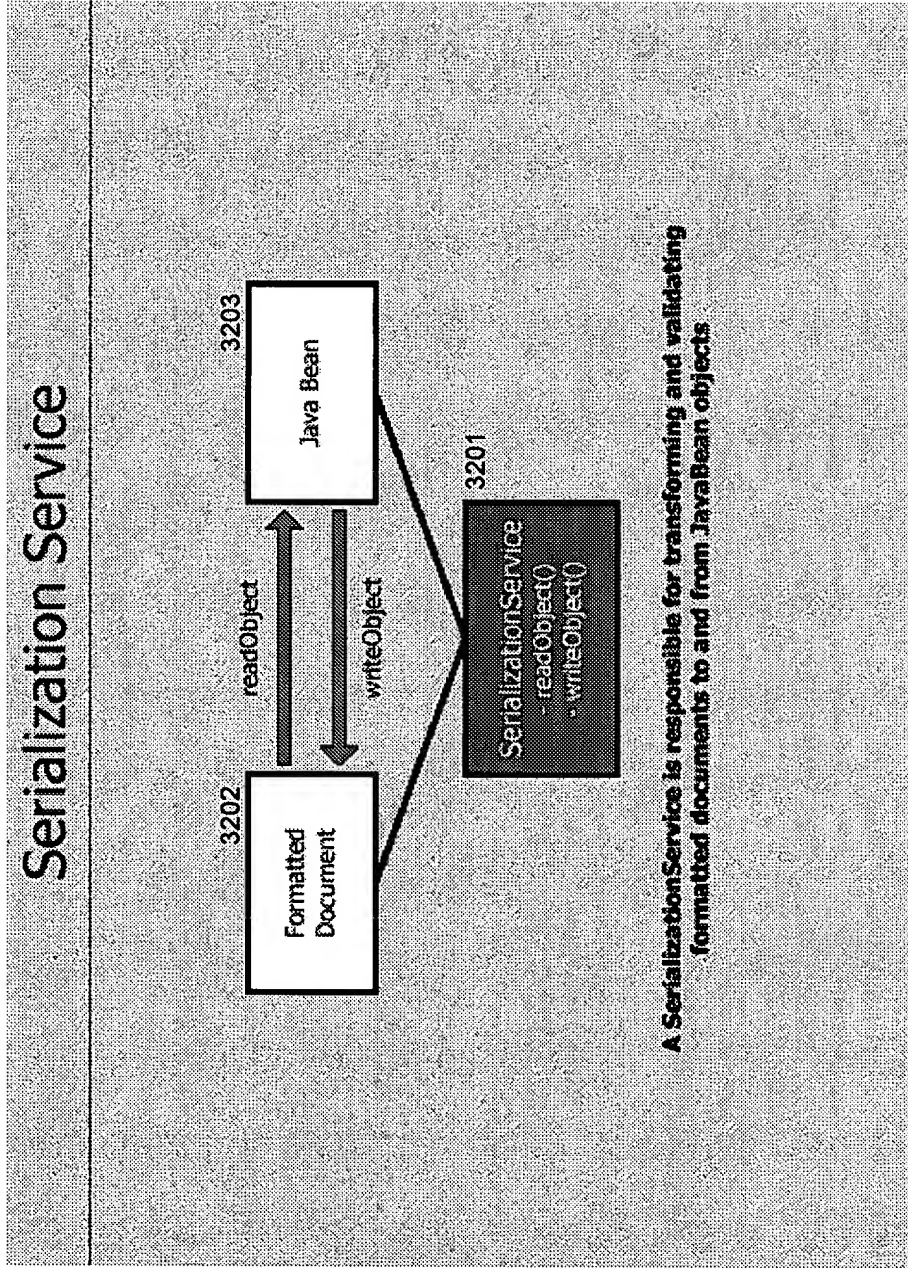 Serialization Service
3202
Formatted
Document
readObject
writeObject
3203
Java Bean
3201
SerializationService
- readObject()
- writeObject()
A SerializationService is responsible for transforming and validating
formatted documents to and from JavaBean objects